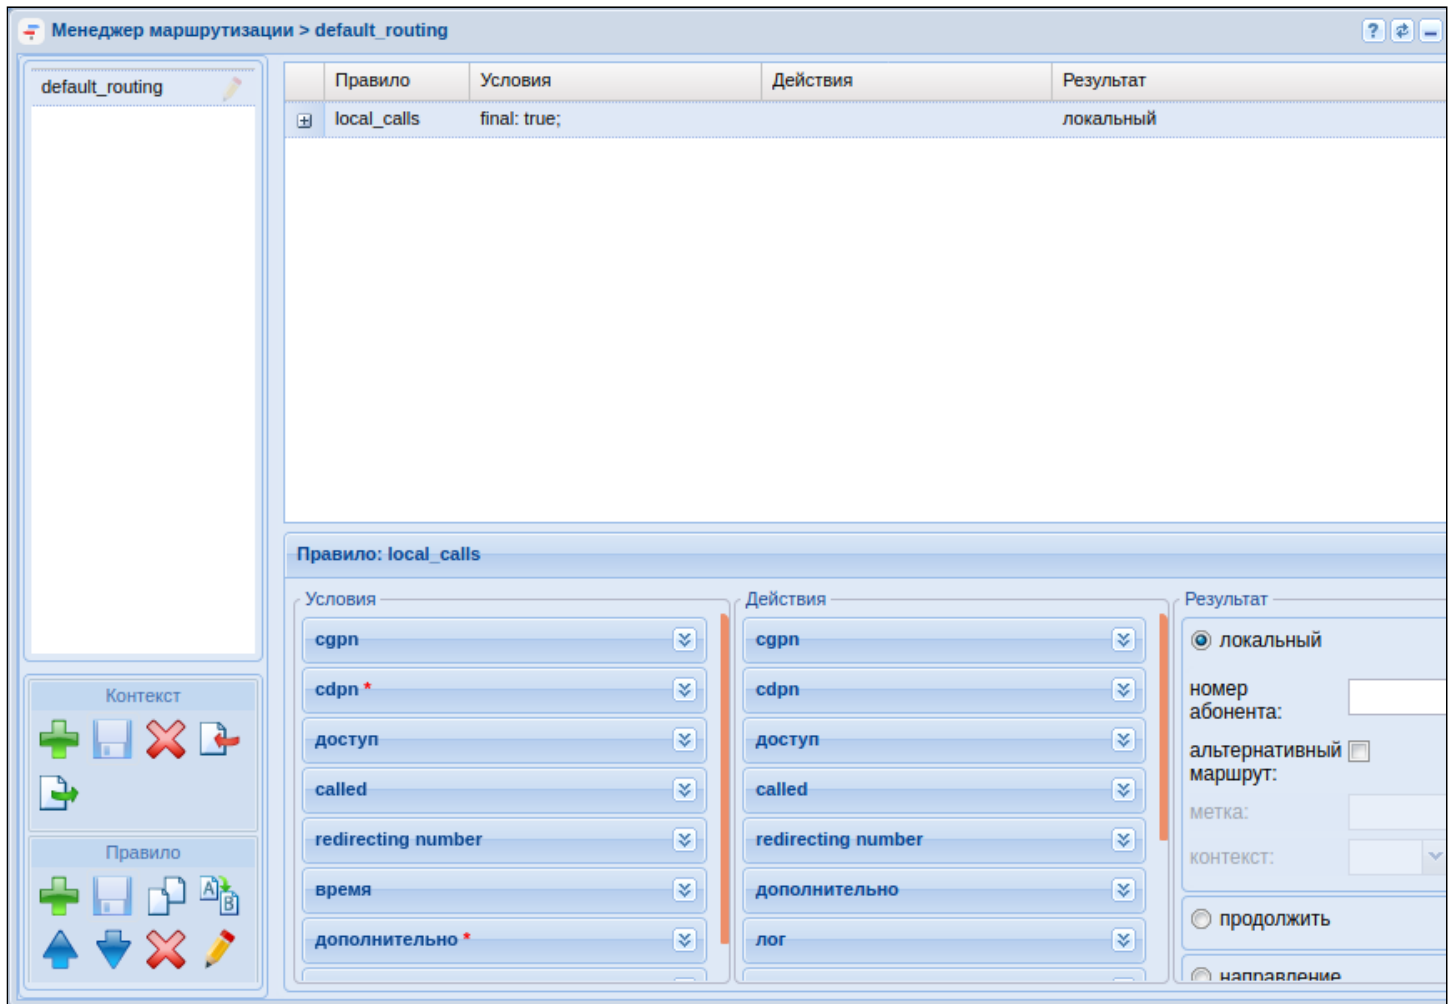 Менеджер маршрутизации > default_routing
default_routing
Правило Условия Действия Результат
local_calls final: true; локальный
Правило: local_calls
Условия
cgpn
cdpn *
доступ
called
redirecting number
время
дополнительно *
Действия
cgpn
cdpn
доступ
called
redirecting number
дополнительно
лог
Результат
локальный
номер
абонента:
альтернативный
маршрут:
метка:
контекст:
продолжить
направление
Контекст
Правило